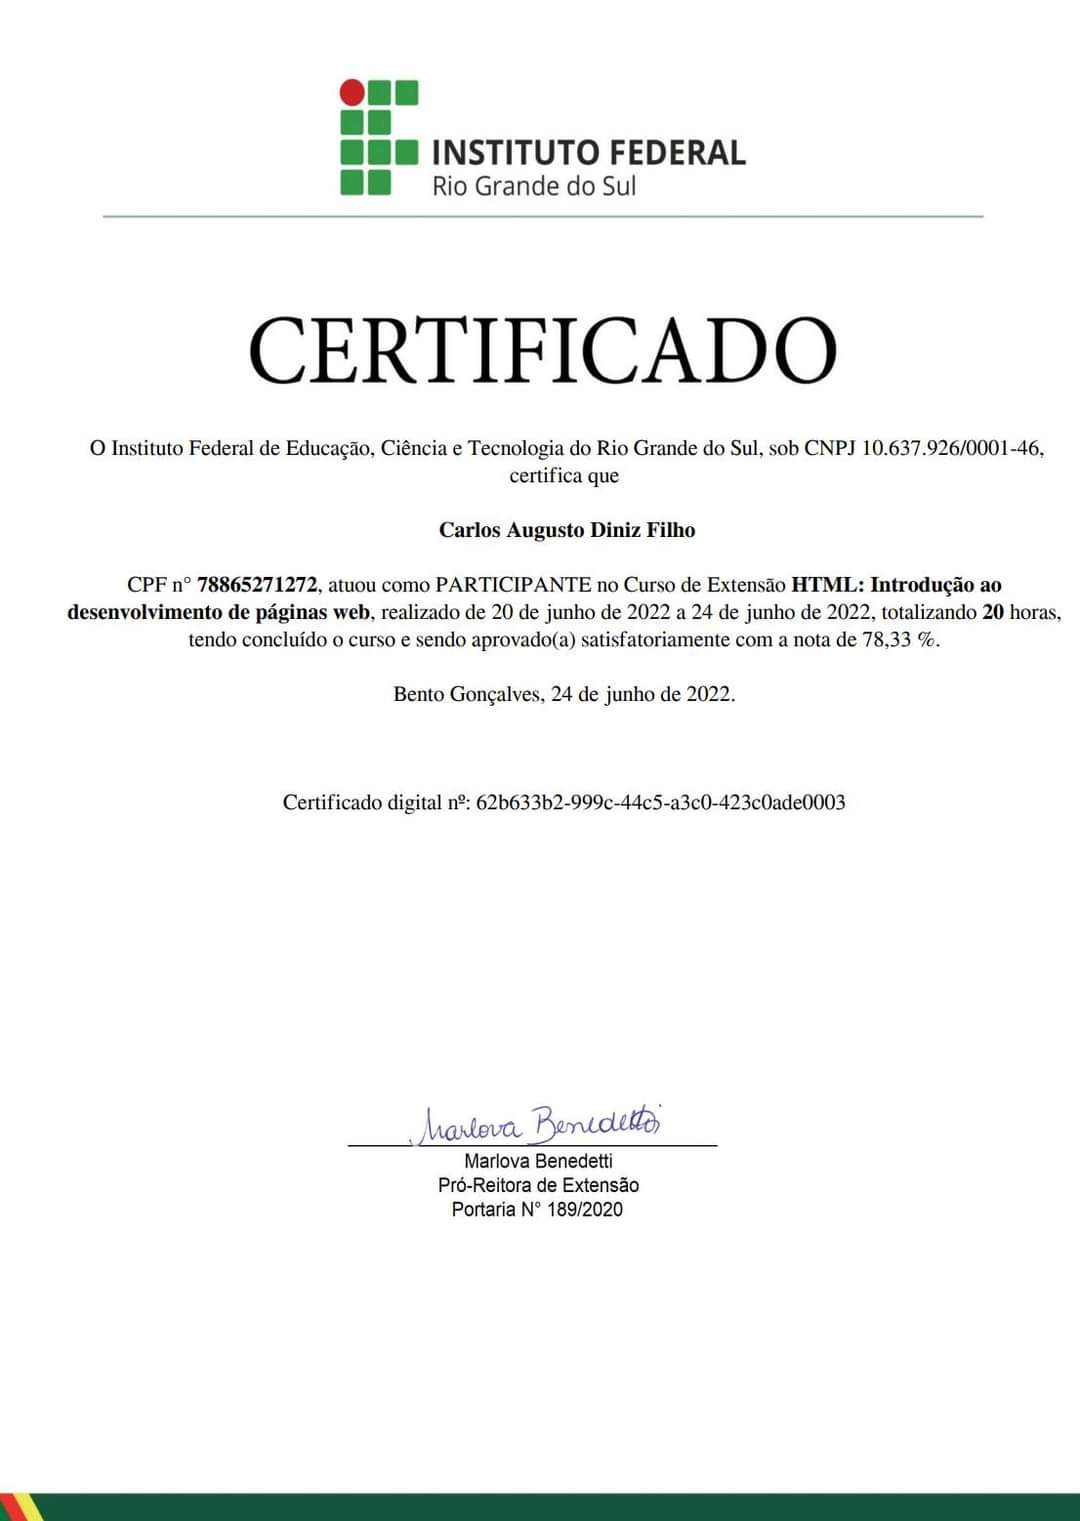 INSTITUTO FEDERAL
Rio Grande do Sul
CERTIFICADO
O Instituto Federal de Educação, Ciência e Tecnologia do Rio Grande do Sul, sob CNPJ 10.637.926/0001-46,
certifica que
Carlos Augusto Diniz Filho
CPF n° 78865271272, atuou como PARTICIPANTE no Curso de Extensão HTML: Introdução ao
desenvolvimento de páginas web, realizado de 20 de junho de 2022 a 24 de junho de 2022, totalizando 20 horas,
tendo concluído o curso e sendo aprovado(a) satisfatoriamente com a nota de 78,33 %.
Bento Gonçalves, 24 de junho de 2022.
Certificado digital nº: 62b633b2-999c-44c5-a3c0-423c0ade0003
Marlova Benedetti
Marlova Benedetti
Pró-Reitora de Extensão
Portaria N° 189/2020